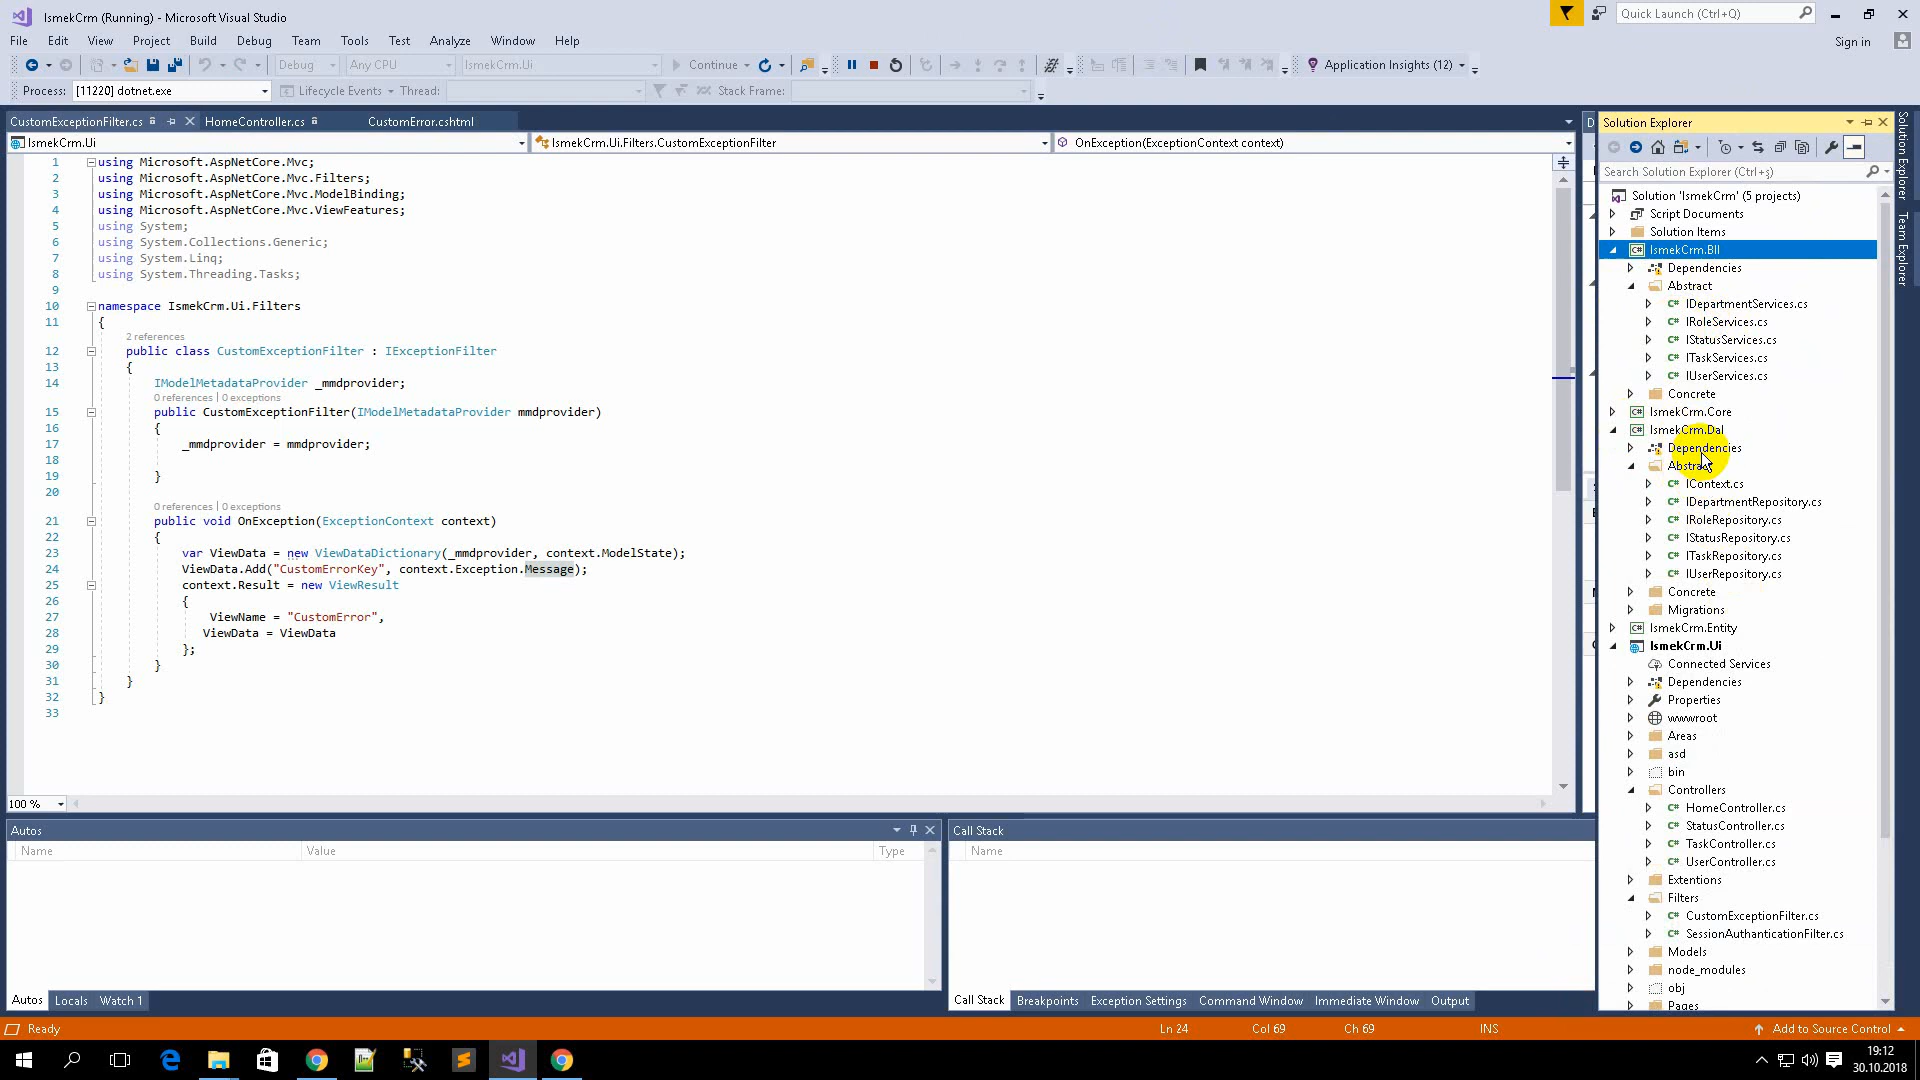 IsmekCrm (Running) - Microsoft Visual Studio
Quick Launch (Ctrl+Q)
File Edit View Project Build Debug Team Tools Test Analyze Window Help
Sign in
Debug Any CPU IsmekCrm.Ui Continue Application Insights (12)
Process: [11220] dotnet.exe Lifecycle Events Thread: Stack Frame:
CustomExceptionFilter.cs HomeController.cs CustomError.cshtml
IsmekCrm.Ui IsmekCrm.Ui.Filters.CustomExceptionFilter OnException(ExceptionContext context)
1 using Microsoft.AspNetCore.Mvc;
2 using Microsoft.AspNetCore.Mvc.Filters;
3 using Microsoft.AspNetCore.Mvc.ModelBinding;
4 using Microsoft.AspNetCore.Mvc.ViewFeatures;
5 using System;
6 using System.Collections.Generic;
7 using System.Linq;
8 using System.Threading.Tasks;
9
10 namespace IsmekCrm.Ui.Filters
11 {
2 references
12 public class CustomExceptionFilter : IExceptionFilter
13 {
14 IModelMetadataProvider _mmdprovider;
0 references | 0 exceptions
15 public CustomExceptionFilter(IModelMetadataProvider mmdprovider)
16 {
17 _mmdprovider = mmdprovider;
18
19 }
20
0 references | 0 exceptions
21 public void OnException(ExceptionContext context)
22 {
23 var ViewData = new ViewDataDictionary(_mmdprovider, context.ModelState);
24 ViewData.Add("CustomErrorKey", context.Exception.Message);
25 context.Result = new ViewResult
26 {
27 ViewName = "CustomError",
28 ViewData = ViewData
29 };
30 }
31 }
32 }
33
100 %
Solution Explorer
Search Solution Explorer (Ctrl+ş)
Solution 'IsmekCrm' (5 projects)
Script Documents
Solution Items
IsmekCrm.Bll
Dependencies
Abstract
IDepartmentServices.cs
IRoleServices.cs
IStatusServices.cs
ITaskServices.cs
IUserServices.cs
Concrete
IsmekCrm.Core
IsmekCrm.Dal
Dependencies
Abstract
IContext.cs
IDepartmentRepository.cs
IRoleRepository.cs
IStatusRepository.cs
ITaskRepository.cs
IUserRepository.cs
Concrete
Migrations
IsmekCrm.Entity
IsmekCrm.Ui
Connected Services
Dependencies
Properties
wwwroot
Areas
asd
bin
Controllers
HomeController.cs
StatusController.cs
TaskController.cs
UserController.cs
Extentions
Filters
CustomExceptionFilter.cs
SessionAuthanticationFilter.cs
Models
node_modules
obj
Pages
Solution Explorer
Team Explorer
Autos
Name Value Type
Autos Locals Watch 1
Call Stack
Name
Call Stack Breakpoints Exception Settings Command Window Immediate Window Output
Ready Ln 24 Col 69 Ch 69 INS Add to Source Control
19:12
30.10.2018